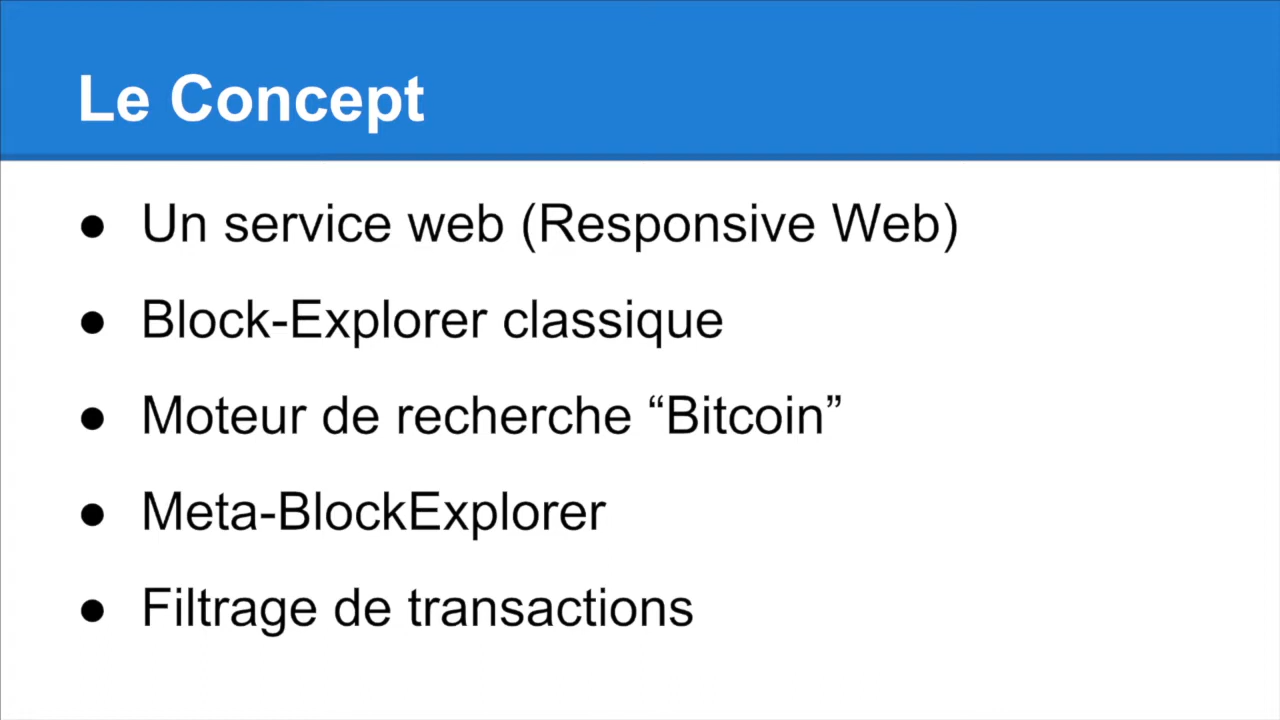 Le Concept
● Un service web (Responsive Web)
● Block-Explorer classique
● Moteur de recherche “Bitcoin”
● Meta-BlockExplorer
● Filtrage de transactions